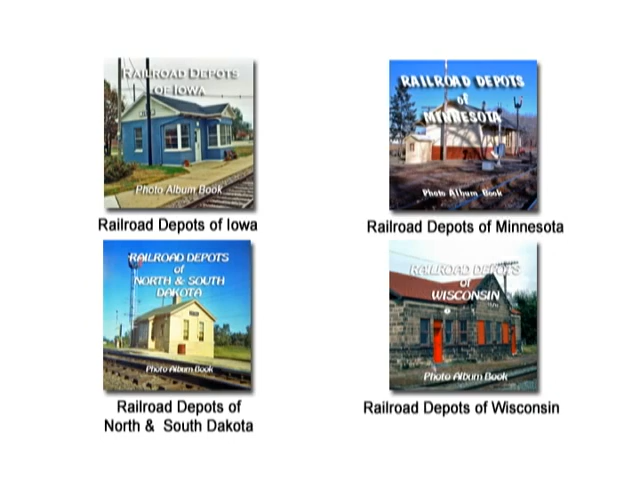 RAILROAD DEPOTS
OF IOWA
Photo Album Book
Railroad Depots of Iowa
RAILROAD DEPOTS
of
MINNESOTA
Photo Album Book
Railroad Depots of Minnesota
RAILROAD DEPOTS
of
NORTH & SOUTH
DAKOTA
Photo Album Book
Railroad Depots of
North & South Dakota
RAILROAD DEPOTS
of
WISCONSIN
Photo Album Book
Railroad Depots of Wisconsin